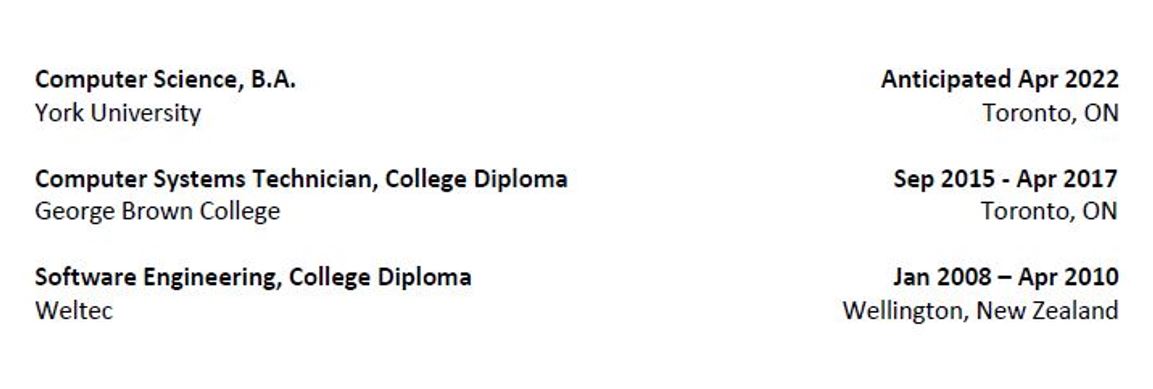 Computer Science, B.A. Anticipated Apr 2022
York University Toronto, ON
Computer Systems Technician, College Diploma Sep 2015 - Apr 2017
George Brown College Toronto, ON
Software Engineering, College Diploma Jan 2008 – Apr 2010
Weltec Wellington, New Zealand